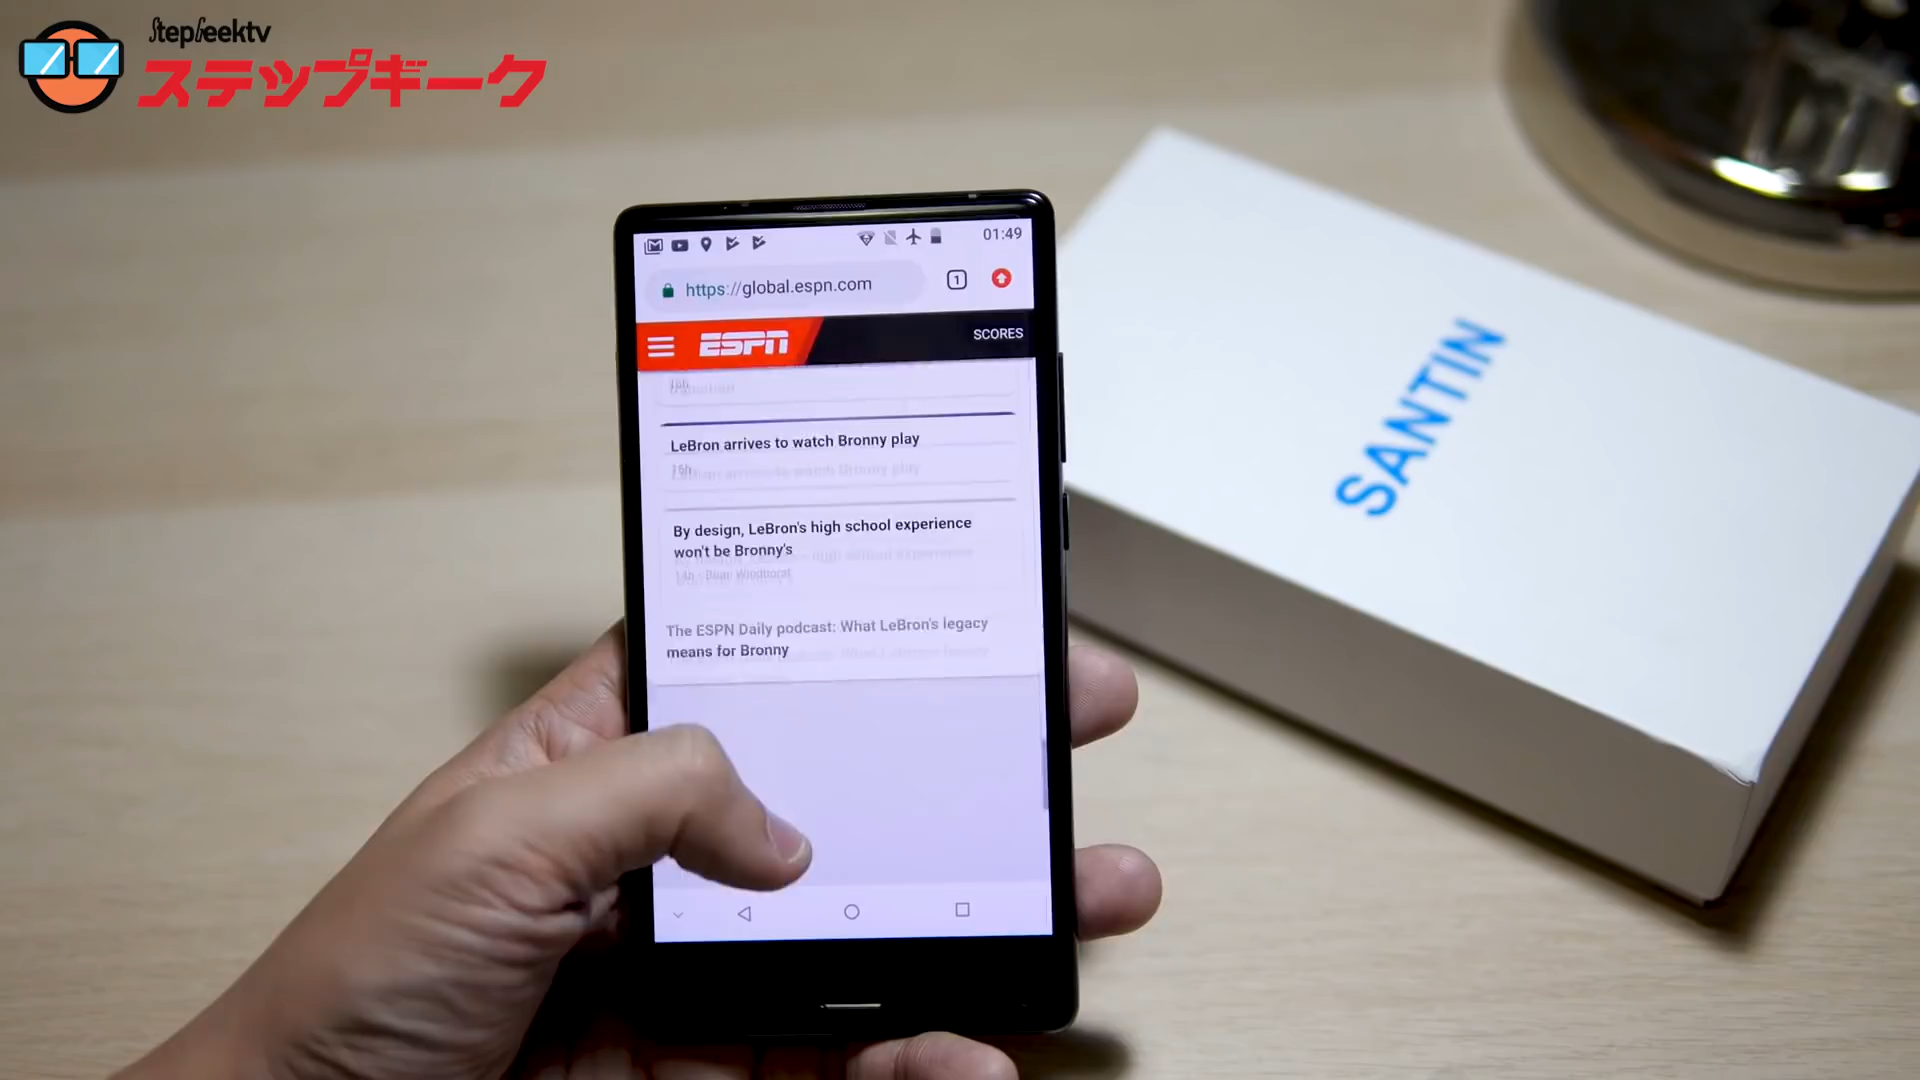 StepGeektv
ステップギーク
01:49
https://global.espn.com
1
ESPN
SCORES
LeBron arrives to watch Bronny play
15h
By design, LeBron's high school experience
won't be Bronny's
The ESPN Daily podcast: What LeBron's legacy
means for Bronny
SANTIN